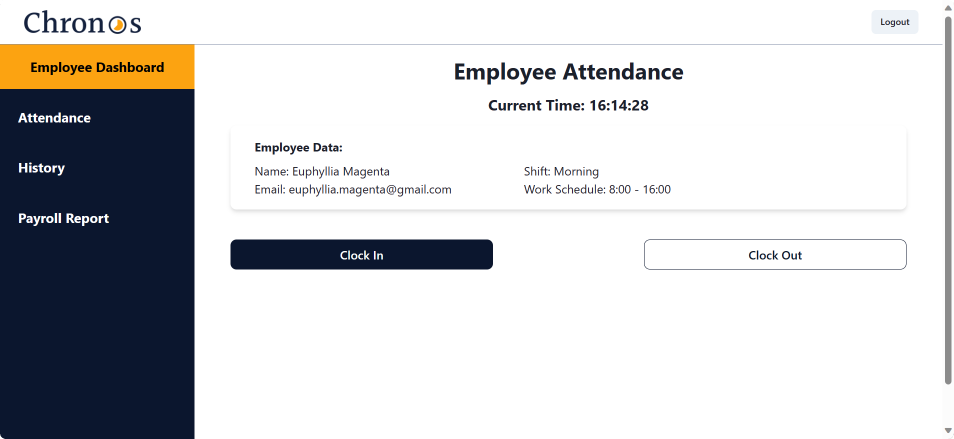 Chronos
Logout
Employee Dashboard
Attendance
History
Payroll Report
Employee Attendance
Current Time: 16:14:28
Employee Data:
Name: Euphyllia Magenta
Shift: Morning
Email: euphyllia.magenta@gmail.com
Work Schedule: 8:00 - 16:00
Clock In
Clock Out